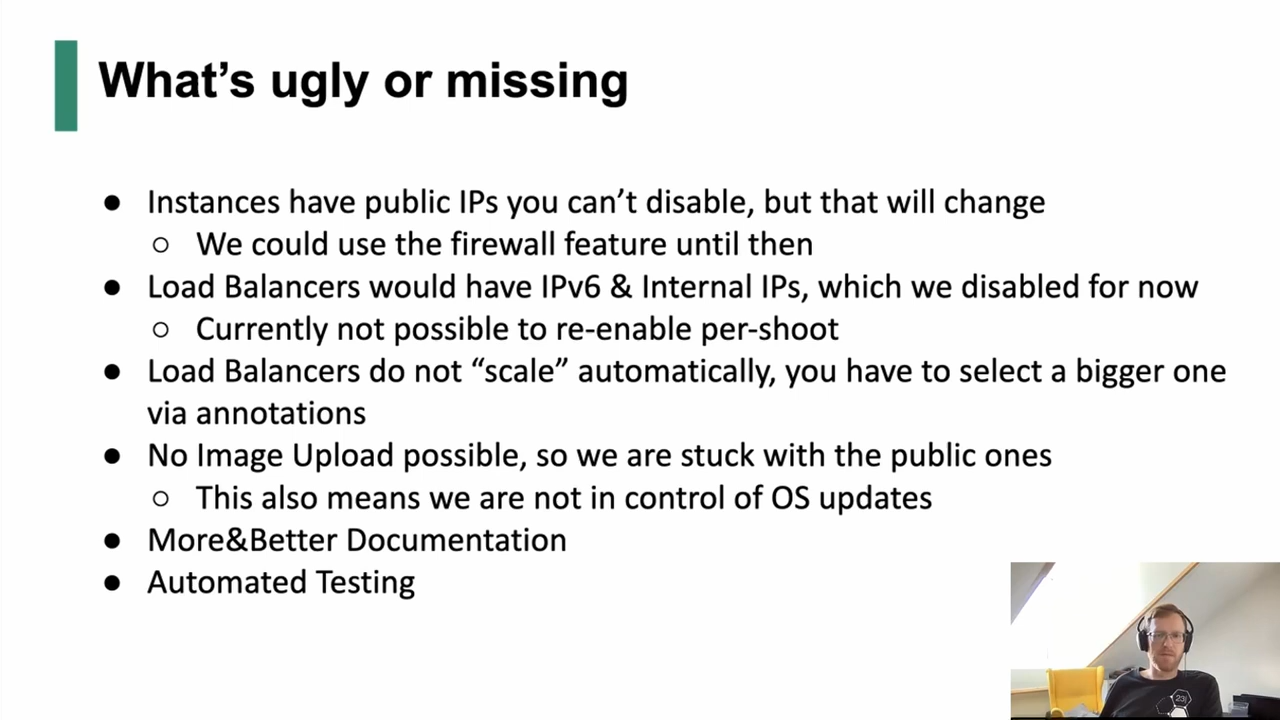 What’s ugly or missing
● Instances have public IPs you can’t disable, but that will change
○ We could use the firewall feature until then
● Load Balancers would have IPv6 & Internal IPs, which we disabled for now
○ Currently not possible to re-enable per-shoot
● Load Balancers do not “scale” automatically, you have to select a bigger one
via annotations
● No Image Upload possible, so we are stuck with the public ones
○ This also means we are not in control of OS updates
● More&Better Documentation
● Automated Testing
23